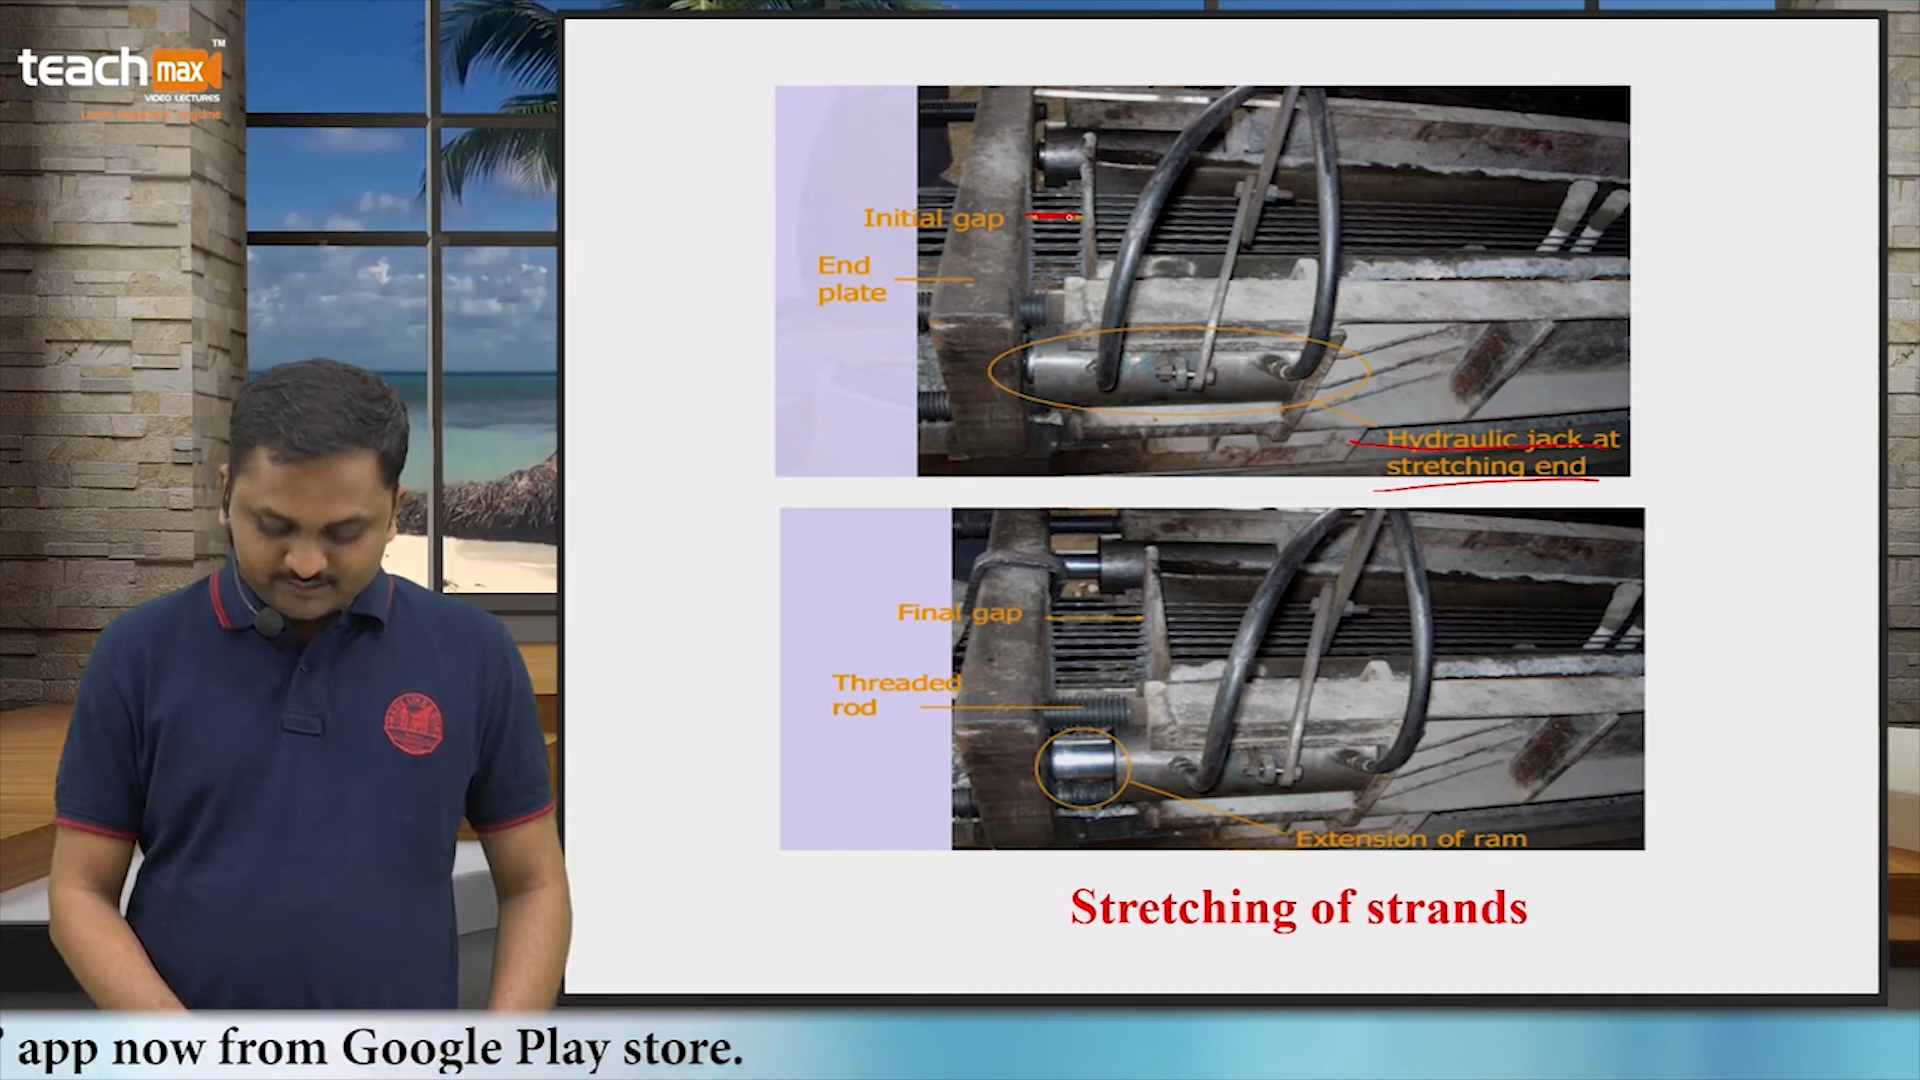 teach max
TM
VIDEO LECTURES
Initial gap
End
plate
Hydraulic jack at
stretching end
Final gap
Threaded
rod
Extension of ram
Stretching of strands
app now from Google Play store.